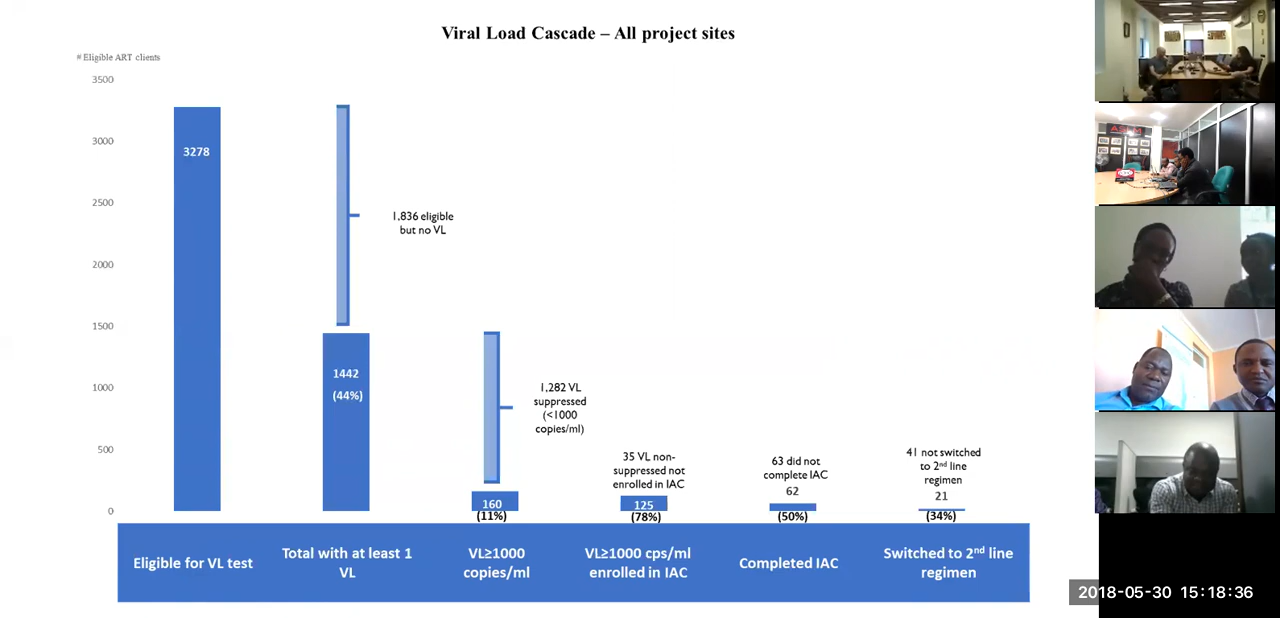 Viral Load Cascade – All project sites
# Eligible ART clients
3500
3000
2500
2000
1500
1000
500
0
3278
1442
(44%)
1,836 eligible
but no VL
160
(11%)
1,282 VL
suppressed
(<1000
copies/ml)
35 VL non-
suppressed not
enrolled in IAC
125
(78%)
63 did not
complete IAC
62
(50%)
41 not switched
to 2nd line
regimen
21
(34%)
Eligible for VL test
Total with at least 1
VL
VL≥1000
copies/ml
VL≥1000 cps/ml
enrolled in IAC
Completed IAC
Switched to 2nd line
regimen
2018-05-30 15:18:36